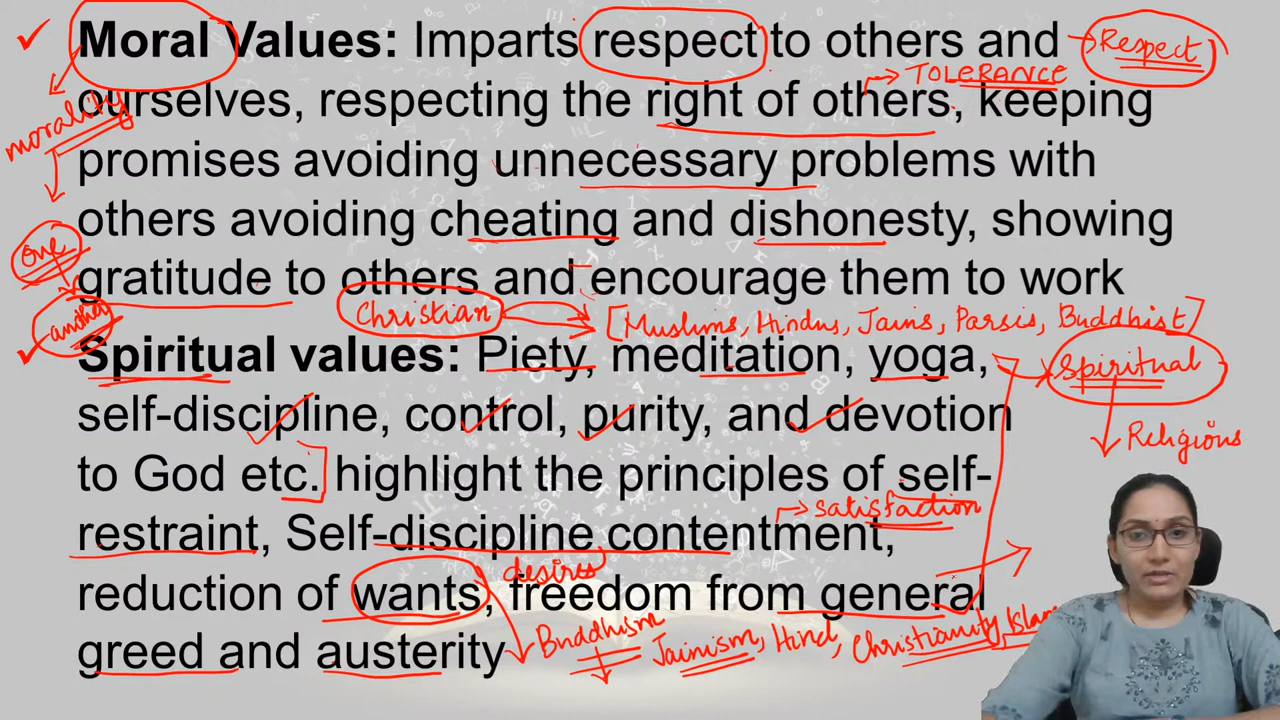 Moral Values: Imparts respect to others and → Respect
→ TOLERANCE
ourselves, respecting the right of others, keeping
morality
promises avoiding unnecessary problems with
others avoiding cheating and dishonesty, showing
one
gratitude to others and encourage them to work
another
Christian [Muslims, Hindus, Jains, Parsis, Buddhist]
Spiritual values: Piety, meditation, yoga, Spiritual
self-discipline, control, purity, and devotion
Religious
to God etc. highlight the principles of self-
→ satisfaction
restraint, Self-discipline contentment,
desires
reduction of wants, freedom from general
Buddhism Jainism, Hind, Christianity, Islam
greed and austerity